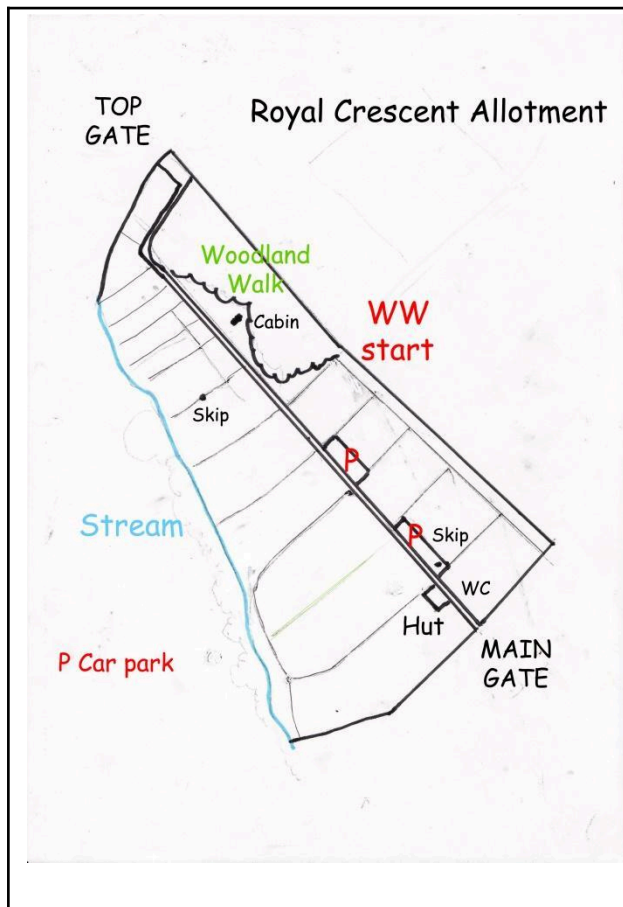 TOP
GATE
Royal Crescent Allotment
Woodland
Walk
Cabin
WW
start
Skip
P
P
Skip
WC
Stream
Hut
P Car park
MAIN
GATE